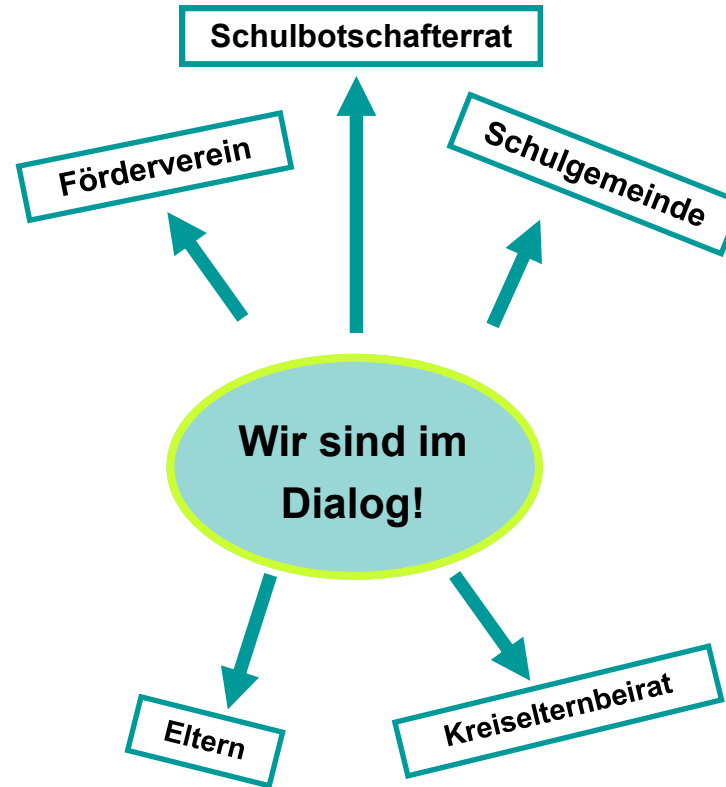 Schulbotschafterrat
Förderverein
Schulgemeinde
Wir sind im
Dialog!
Eltern
Kreiselternbeirat